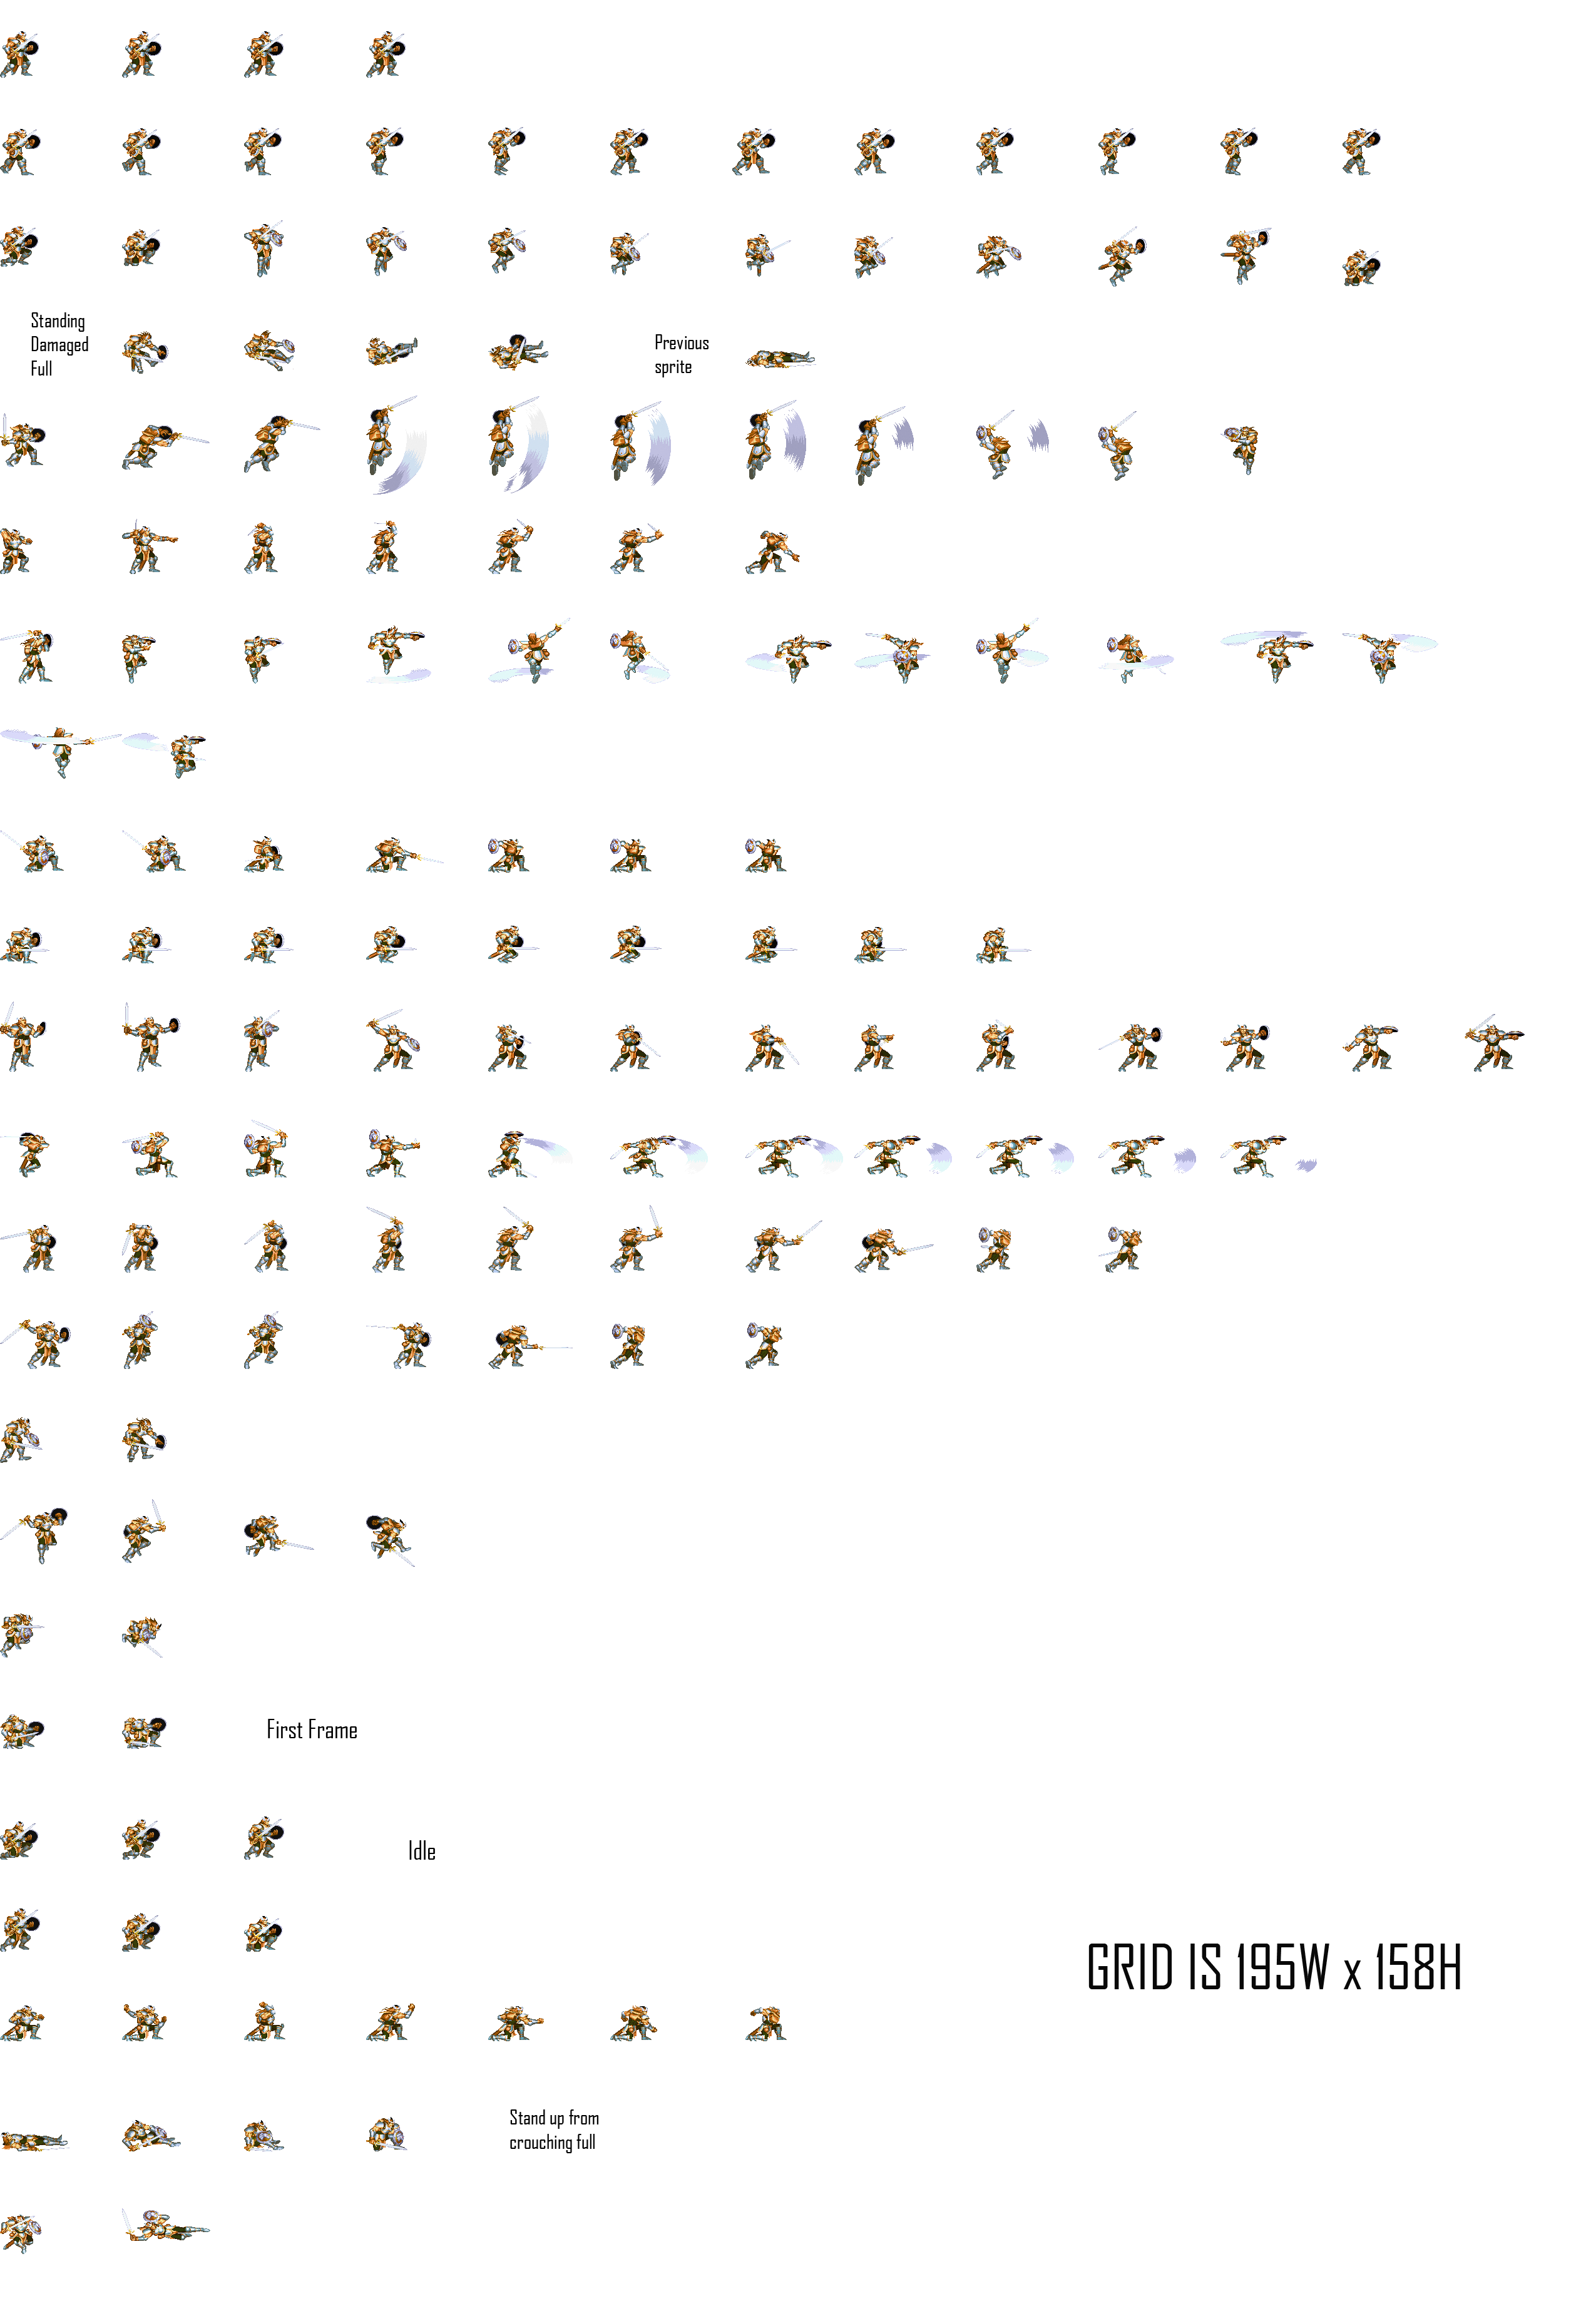 Standing
Damaged
Full
Previous
sprite
First Frame
Idle
GRID IS 195W x 158H
Stand up from
crouching full